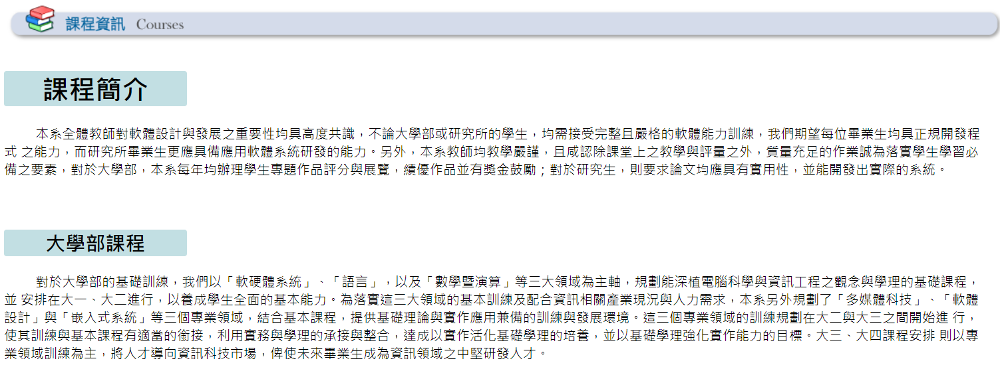 課程資訊 Courses
課程簡介
本系全體教師對軟體設計與發展之重要性均具高度共識，不論大學部或研究所的學生，均需接受完整且嚴格的軟體能力訓練，我們期望每位畢業生均具正規開發程
式 之能力，而研究所畢業生更應具備應用軟體系統研發的能力。另外，本系教師均教學嚴謹，且咸認除課堂上之教學與評量之外，質量充足的作業誠為落實學生學習必
備之要素，對於大學部，本系每年均辦理學生專題作品評分與展覽，績優作品並有獎金鼓勵；對於研究生，則要求論文均應具有實用性，並能開發出實際的系統。
大學部課程
對於大學部的基礎訓練，我們以「軟硬體系統」、「語言」，以及「數學暨演算」等三大領域為主軸，規劃能深植電腦科學與資訊工程之觀念與學理的基礎課程，
並 安排在大一、大二進行，以養成學生全面的基本能力。為落實這三大領域的基本訓練及配合資訊相關產業現況與人力需求，本系另外規劃了「多媒體科技」、「軟體
設計」與「嵌入式系統」等三個專業領域，結合基本課程，提供基礎理論與實作應用兼備的訓練與發展環境。這三個專業領域的訓練規劃在大二與大三之間開始進 行，
使其訓練與基本課程有適當的銜接，利用實務與學理的承接與整合，達成以實作活化基礎學理的培養，並以基礎學理強化實作能力的目標。大三、大四課程安排 則以專
業領域訓練為主，將人才導向資訊科技市場，俾使未來畢業生成為資訊領域之中堅研發人才。